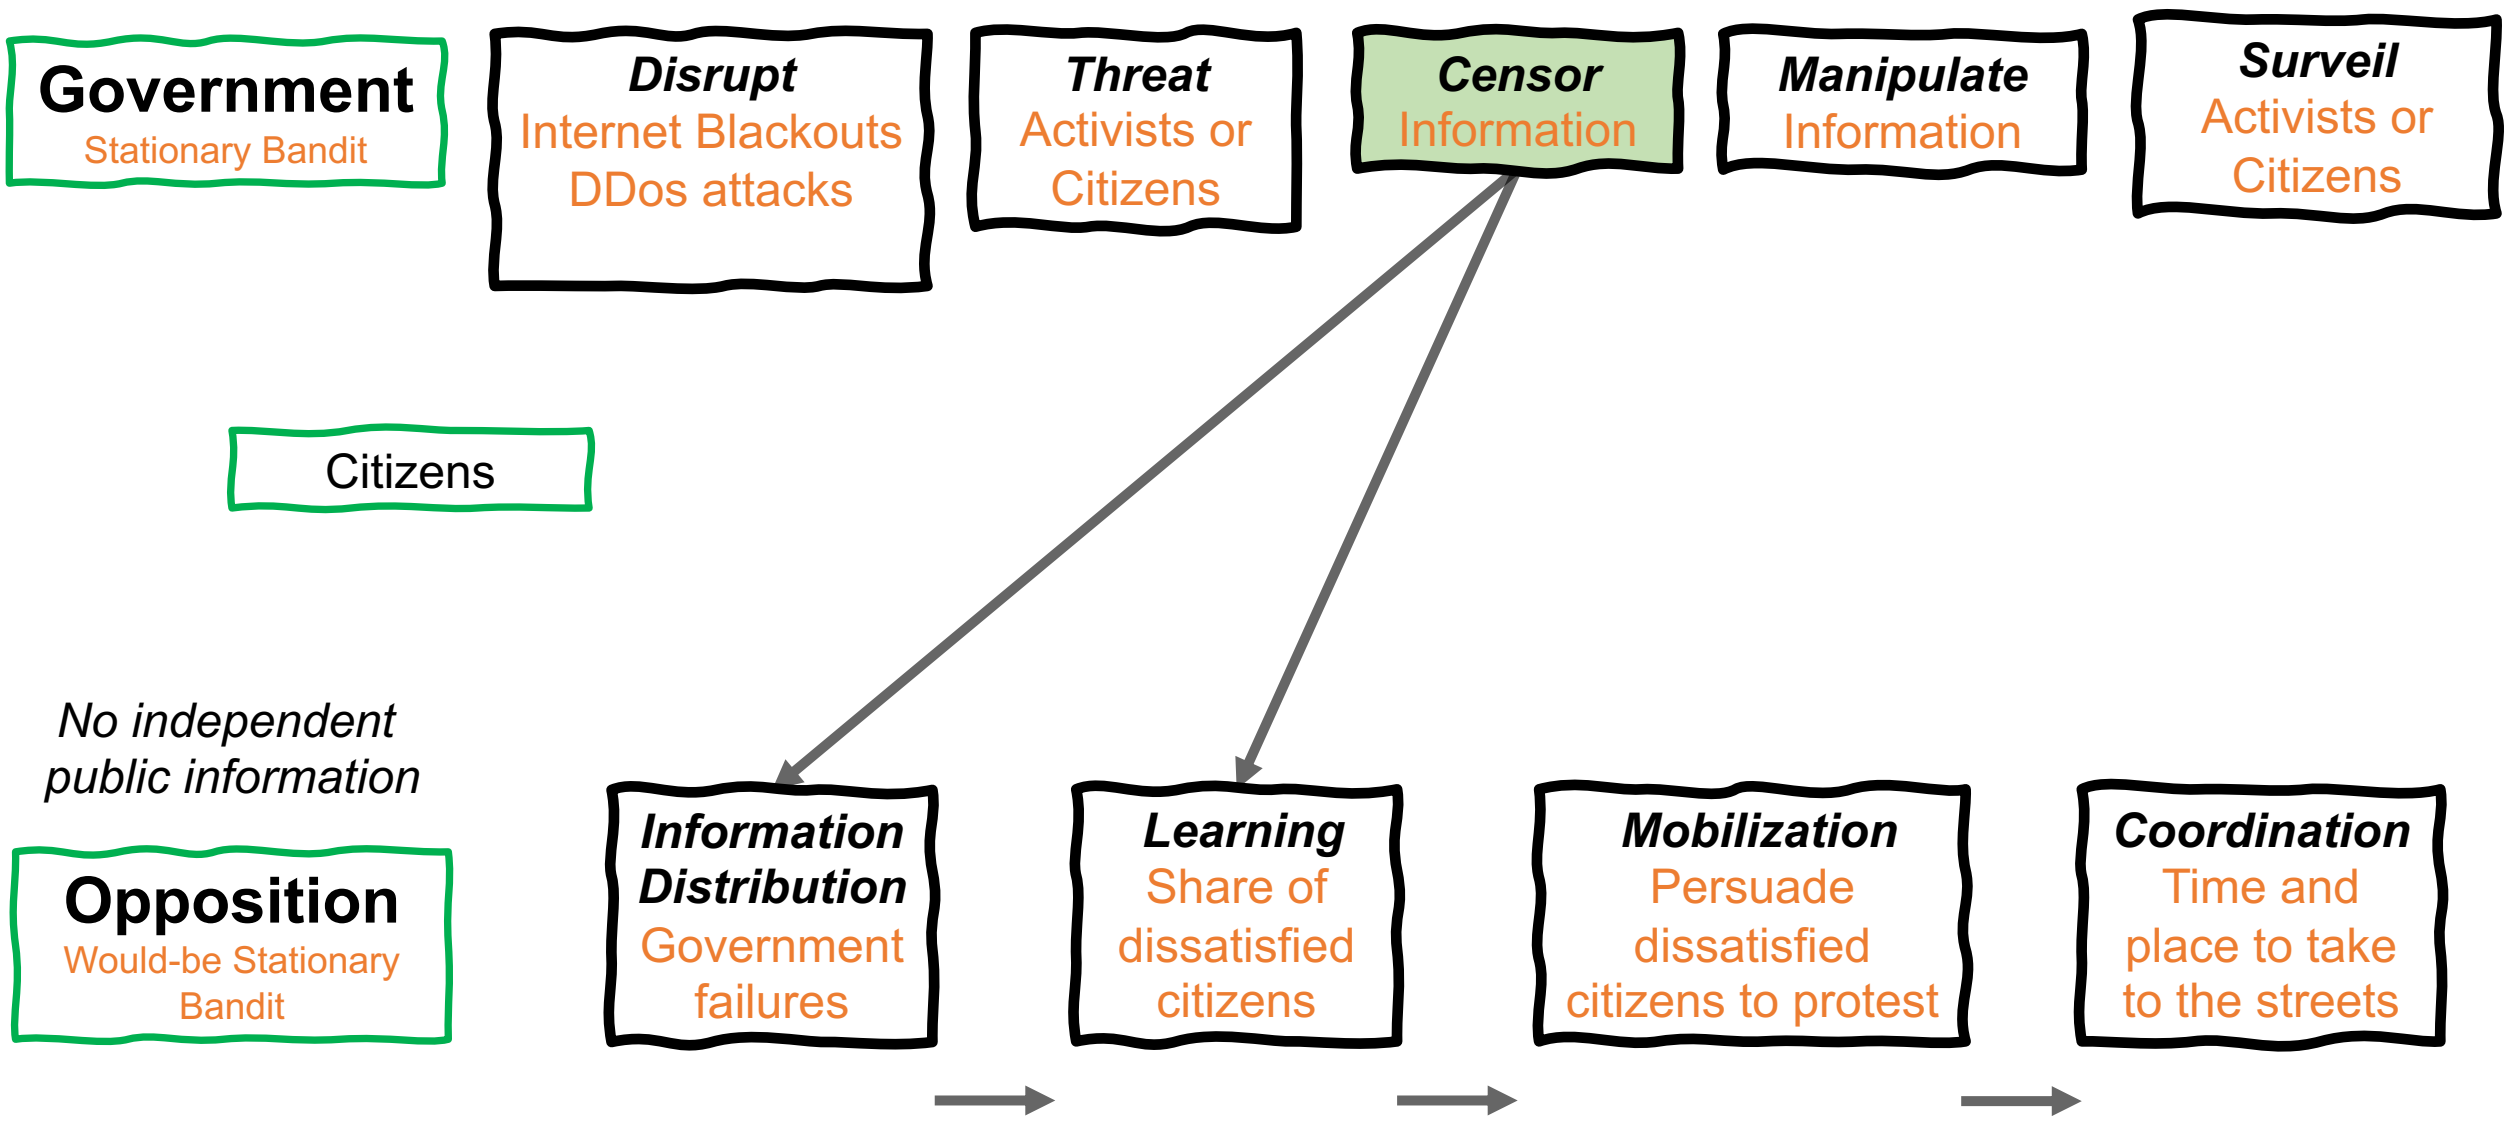 Government
Stationary Bandit
Disrupt
Internet Blackouts
DDos attacks
Threat
Activists or
Citizens
Censor
Information
Manipulate
Information
Surveil
Activists or
Citizens
Citizens
No independent
public information
Opposition
Would-be Stationary
Bandit
Information
Distribution
Government
failures
Learning
Share of
dissatisfied
citizens
Mobilization
Persuade
dissatisfied
citizens to protest
Coordination
Time and
place to take
to the streets